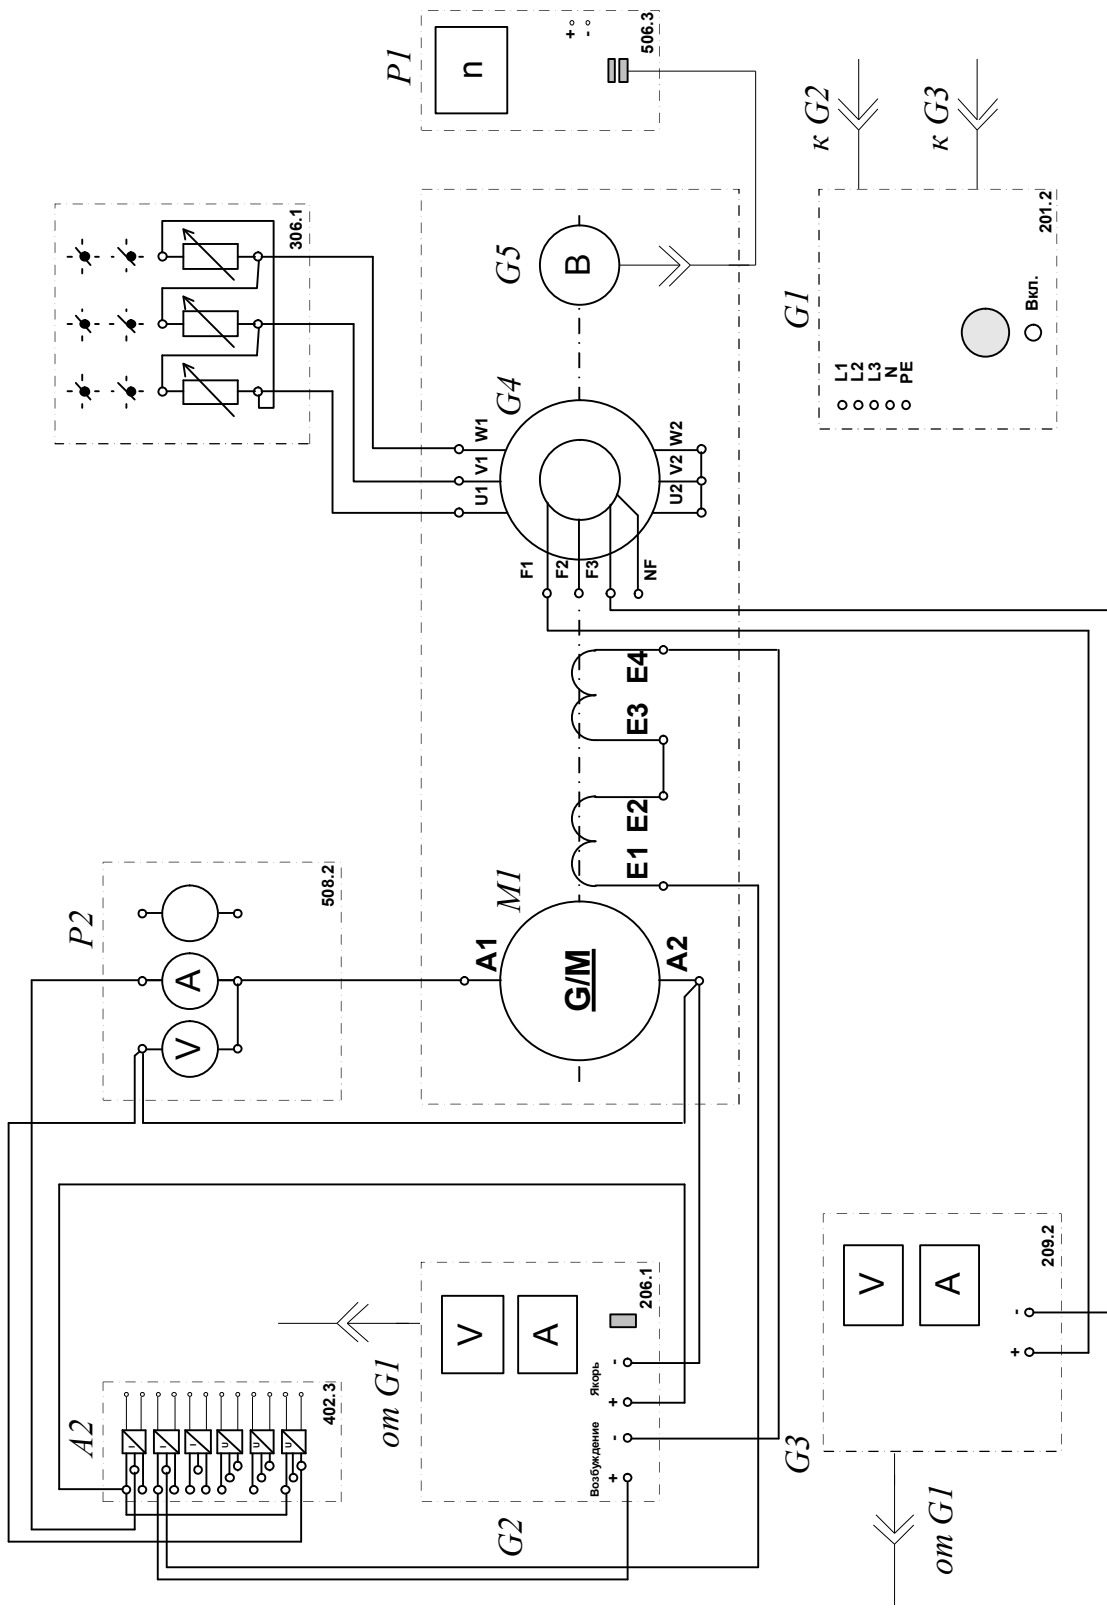 A2
I
I
I
U
U
U
402.3
P2
V
A
508.2
306.1
G2
от G1
V
A
206.1
Возбуждение
Якорь
+ - + -
M1
A1
G/M
A2
E1 E2 E3 E4
G4
U1 V1 W1
F1
F2
F3
NF
U2 V2 W2
G5
B
P1
n
+
-
506.3
G3
от G1
V
A
+ -
209.2
G1
к G2
к G3
L1
L2
L3
N
PE
Вкл.
201.2